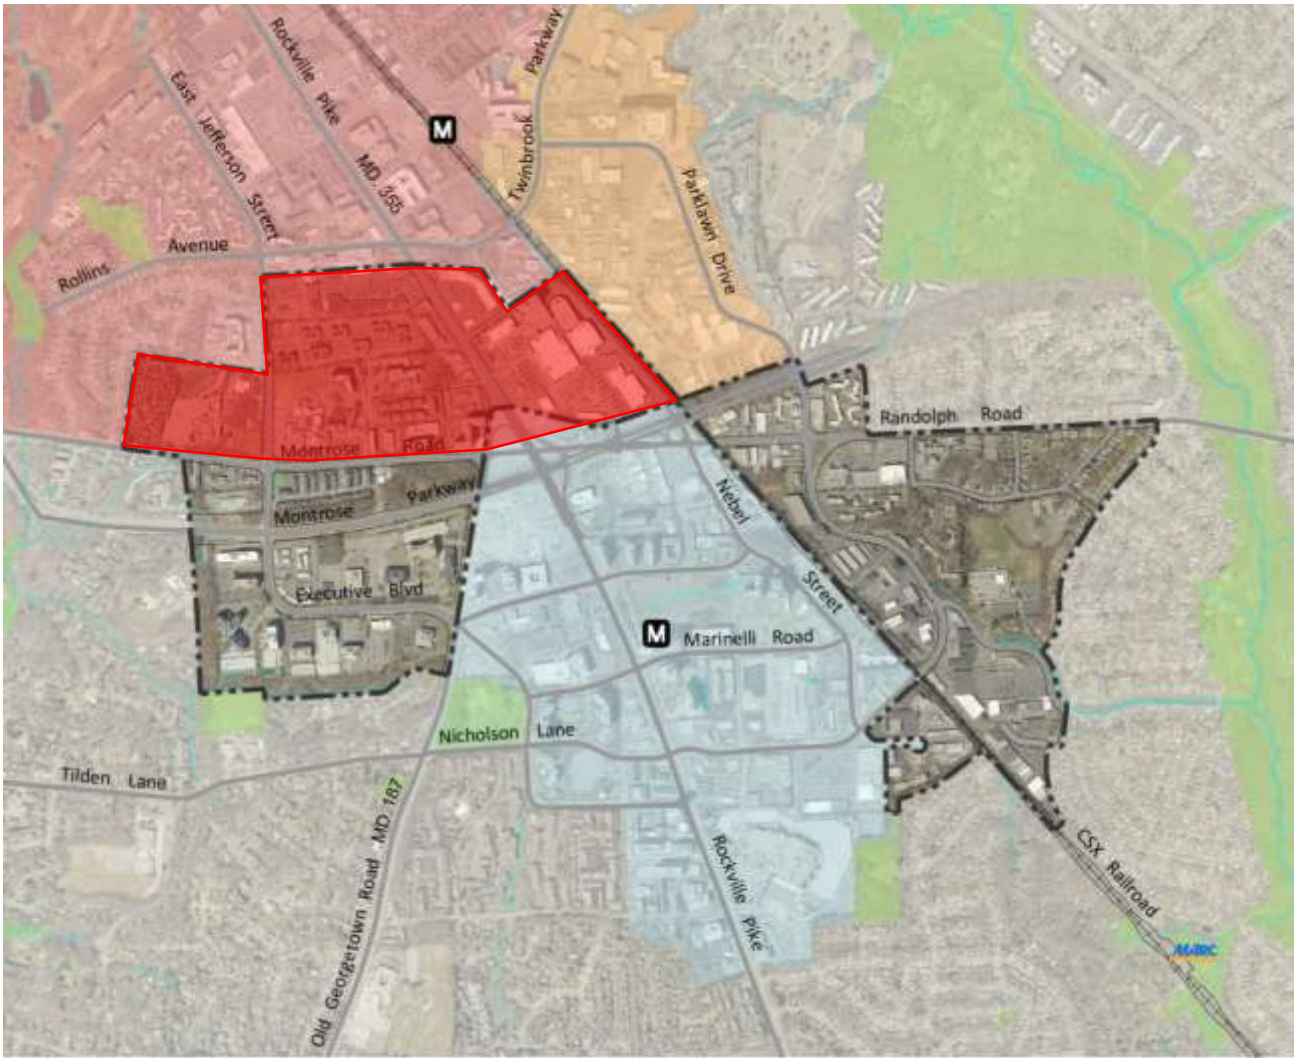 Rockville Pike
MD 355
East Jefferson Street
M
Twinbrook Parkway
Parklawn Drive
Rollins Avenue
Randolph Road
Montrose Road
Montrose Parkway
Nebel Street
Executive Blvd
M
Marinelli Road
Nicholson Lane
Tilden Lane
Old Georgetown Road MD 187
Rockville Pike
CSX Railroad
MARC